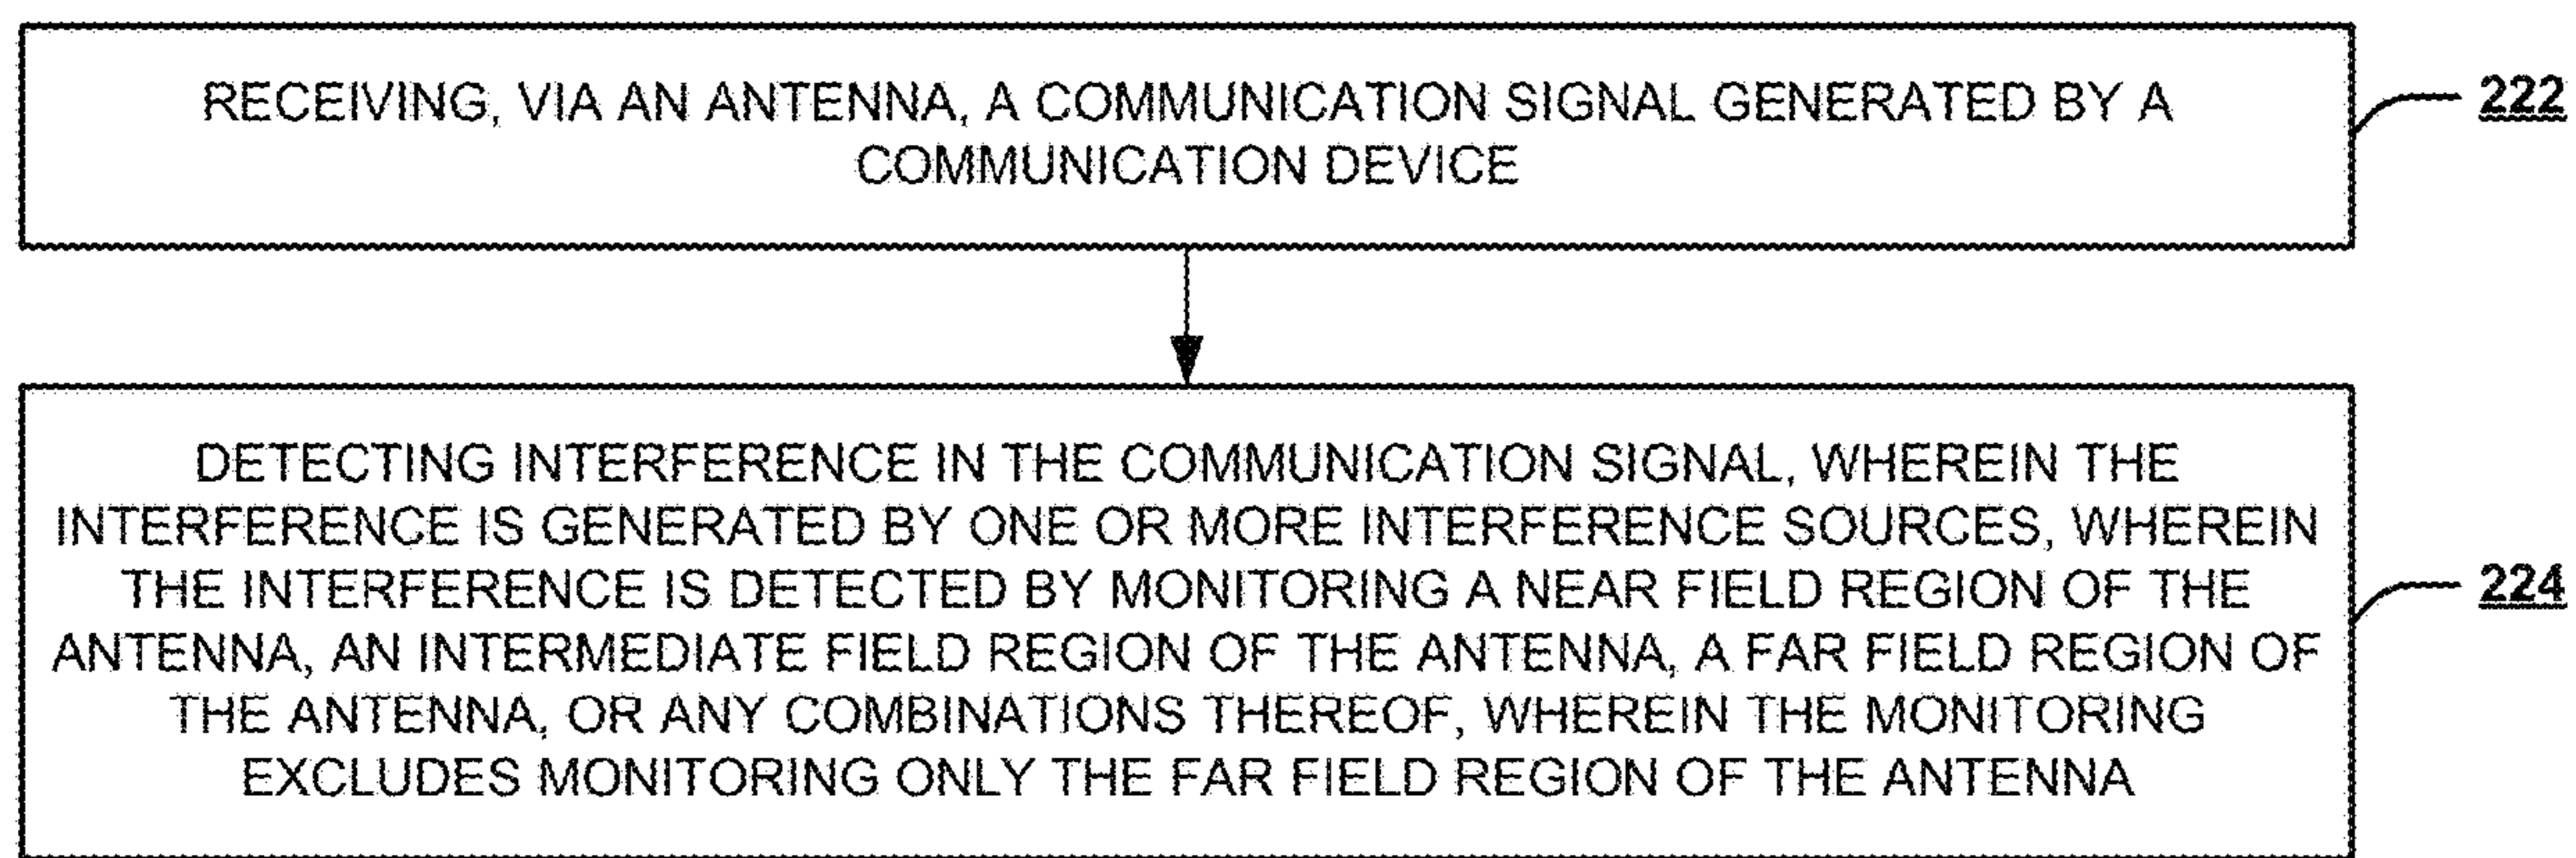 RECEIVING, VIA AN ANTENNA, A COMMUNICATION SIGNAL GENERATED BY A
COMMUNICATION DEVICE
222
DETECTING INTERFERENCE IN THE COMMUNICATION SIGNAL, WHEREIN THE
INTERFERENCE IS GENERATED BY ONE OR MORE INTERFERENCE SOURCES, WHEREIN
THE INTERFERENCE IS DETECTED BY MONITORING A NEAR FIELD REGION OF THE
ANTENNA, AN INTERMEDIATE FIELD REGION OF THE ANTENNA, A FAR FIELD REGION OF
THE ANTENNA, OR ANY COMBINATIONS THEREOF, WHEREIN THE MONITORING
EXCLUDES MONITORING ONLY THE FAR FIELD REGION OF THE ANTENNA
224